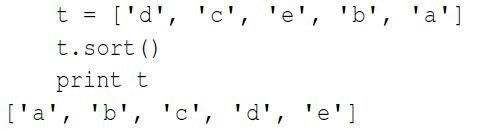 t = ['d', 'c', 'e', 'b', 'a']
t.sort()
print t
['a', 'b', 'c', 'd', 'e']